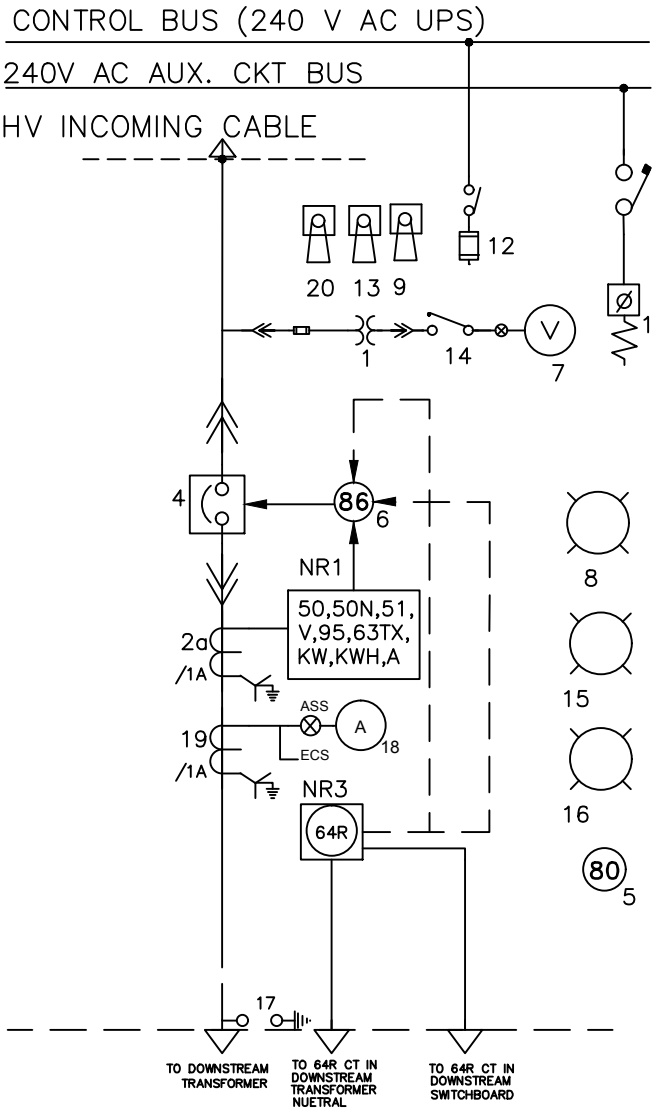 CONTROL BUS (240 V AC UPS)
240V AC AUX. CKT BUS
HV INCOMING CABLE
12
20 13 9
1
1
14
V
7
4
86
6
8
NR1
50,50N,51,
V,95,63TX,
KW,KWH,A
2a
/1A
15
ASS
A
18
19
ECS
/1A
NR3
16
64R
80
5
17
TO DOWNSTREAM
TRANSFORMER
TO 64R CT IN
DOWNSTREAM
TRANSFORMER
NUETRAL
TO 64R CT IN
DOWNSTREAM
SWITCHBOARD